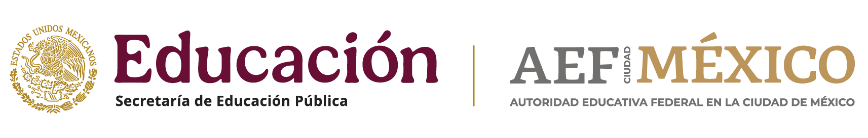 ESTADOS UNIDOS MEXICANOS
Educación
Secretaría de Educación Pública
AEF CIUDAD MÉXICO
AUTORIDAD EDUCATIVA FEDERAL EN LA CIUDAD DE MÉXICO